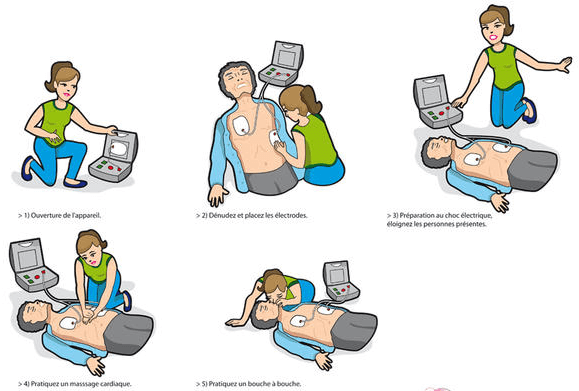 > 1) Ouverture de l'appareil.
> 2) Dénudez et placez les électrodes.
> 3) Préparation au choc électrique,
éloignez les personnes présentes.
> 4) Pratiquez un masssage cardiaque.
> 5) Pratiquez un bouche à bouche.